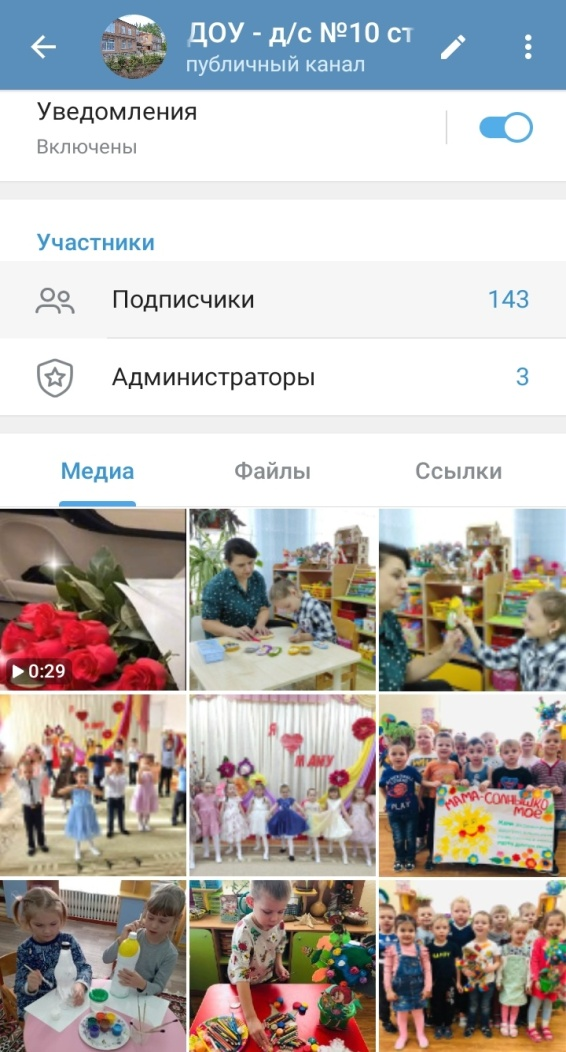 ДОУ - д/с №10 ст
публичный канал
Уведомления
Включены
Участники
Подписчики 143
Администраторы 3
Медиа Файлы Ссылки
0:29
Я
МАМУ
МАМА-СОЛНЫШКО
МОЕ